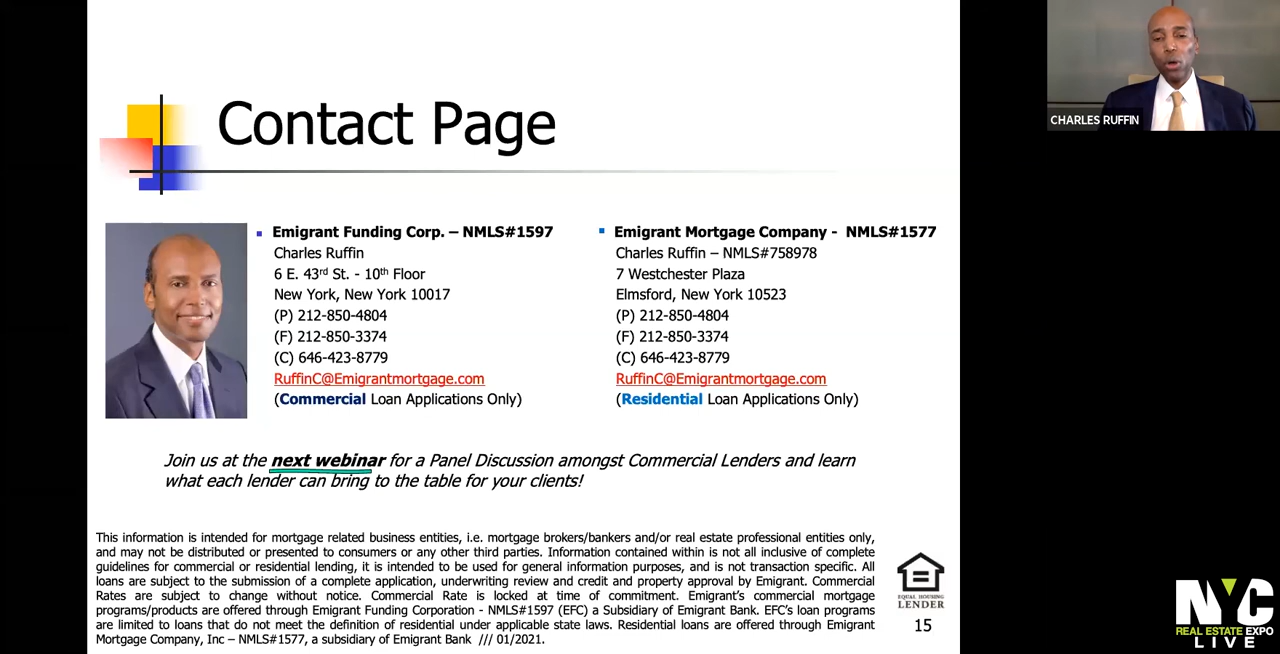 Contact Page
Emigrant Funding Corp. – NMLS#1597
Charles Ruffin
6 E. 43rd St. - 10th Floor
New York, New York 10017
(P) 212-850-4804
(F) 212-850-3374
(C) 646-423-8779
RuffinC@Emigrantmortgage.com
(Commercial Loan Applications Only)
Emigrant Mortgage Company - NMLS#1577
Charles Ruffin – NMLS#758978
7 Westchester Plaza
Elmsford, New York 10523
(P) 212-850-4804
(F) 212-850-3374
(C) 646-423-8779
RuffinC@Emigrantmortgage.com
(Residential Loan Applications Only)
Join us at the next webinar for a Panel Discussion amongst Commercial Lenders and learn
what each lender can bring to the table for your clients!
This information is intended for mortgage related business entities, i.e. mortgage brokers/bankers and/or real estate professional entities only,
and may not be distributed or presented to consumers or any other third parties. Information contained within is not all inclusive of complete
guidelines for commercial or residential lending, it is intended to be used for general information purposes, and is not transaction specific. All
loans are subject to the submission of a complete application, underwriting review and credit and property approval by Emigrant. Commercial
Rates are subject to change without notice. Commercial Rate is locked at time of commitment. Emigrant's commercial mortgage
programs/products are offered through Emigrant Funding Corporation - NMLS#1597 (EFC) a Subsidiary of Emigrant Bank. EFC's loan programs
are limited to loans that do not meet the definition of residential under applicable state laws. Residential loans are offered through Emigrant
Mortgage Company, Inc – NMLS#1577, a subsidiary of Emigrant Bank /// 01/2021.
EQUAL HOUSING
LENDER
15
CHARLES RUFFIN
NYC
REAL ESTATE EXPO
LIVE